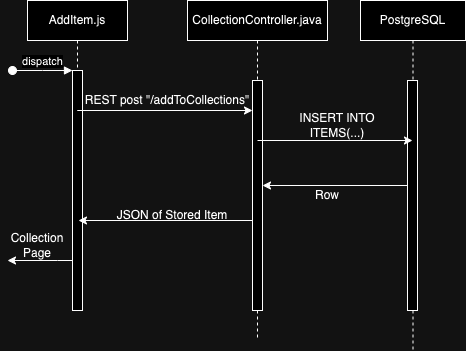 AddItem.js
CollectionController.java
PostgreSQL
dispatch
REST post "/addToCollections"
INSERT INTO
ITEMS(...)
Row
JSON of Stored Item
Collection
Page